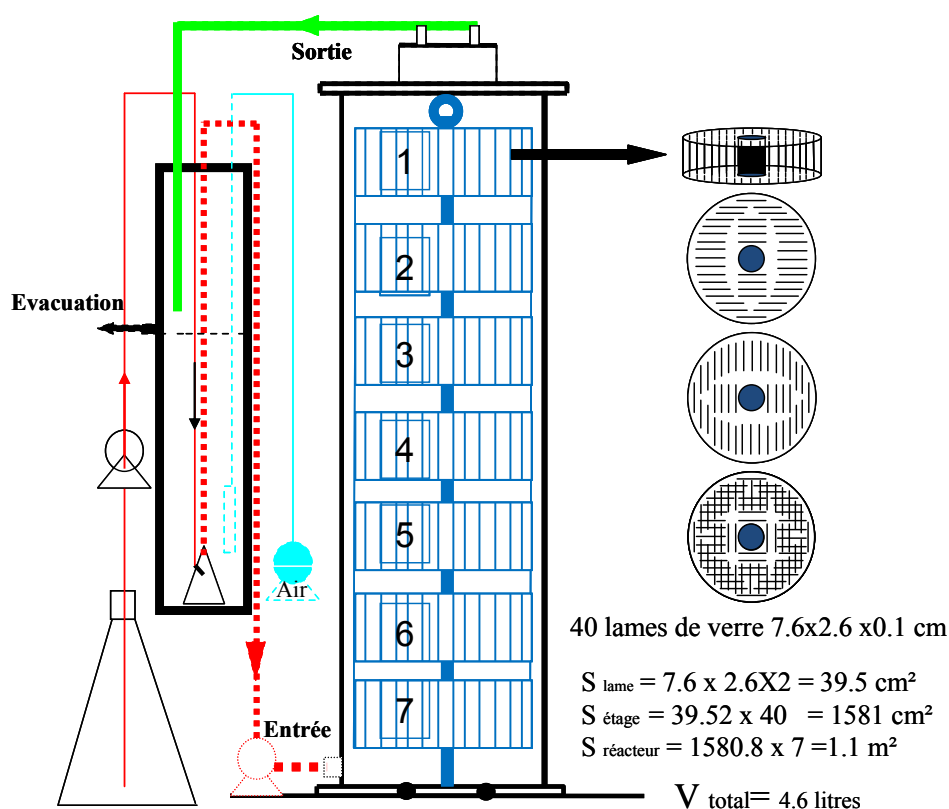 Sortie
1
2
Evacuation
3
4
5
Air
6
40 lames de verre 7.6x2.6 x0.1 cm
S lame = 7.6 x 2.6X2 = 39.5 cm²
7
S étage = 39.52 x 40 = 1581 cm²
Entrée
S réacteur = 1580.8 x 7 =1.1 m²
V total= 4.6 litres